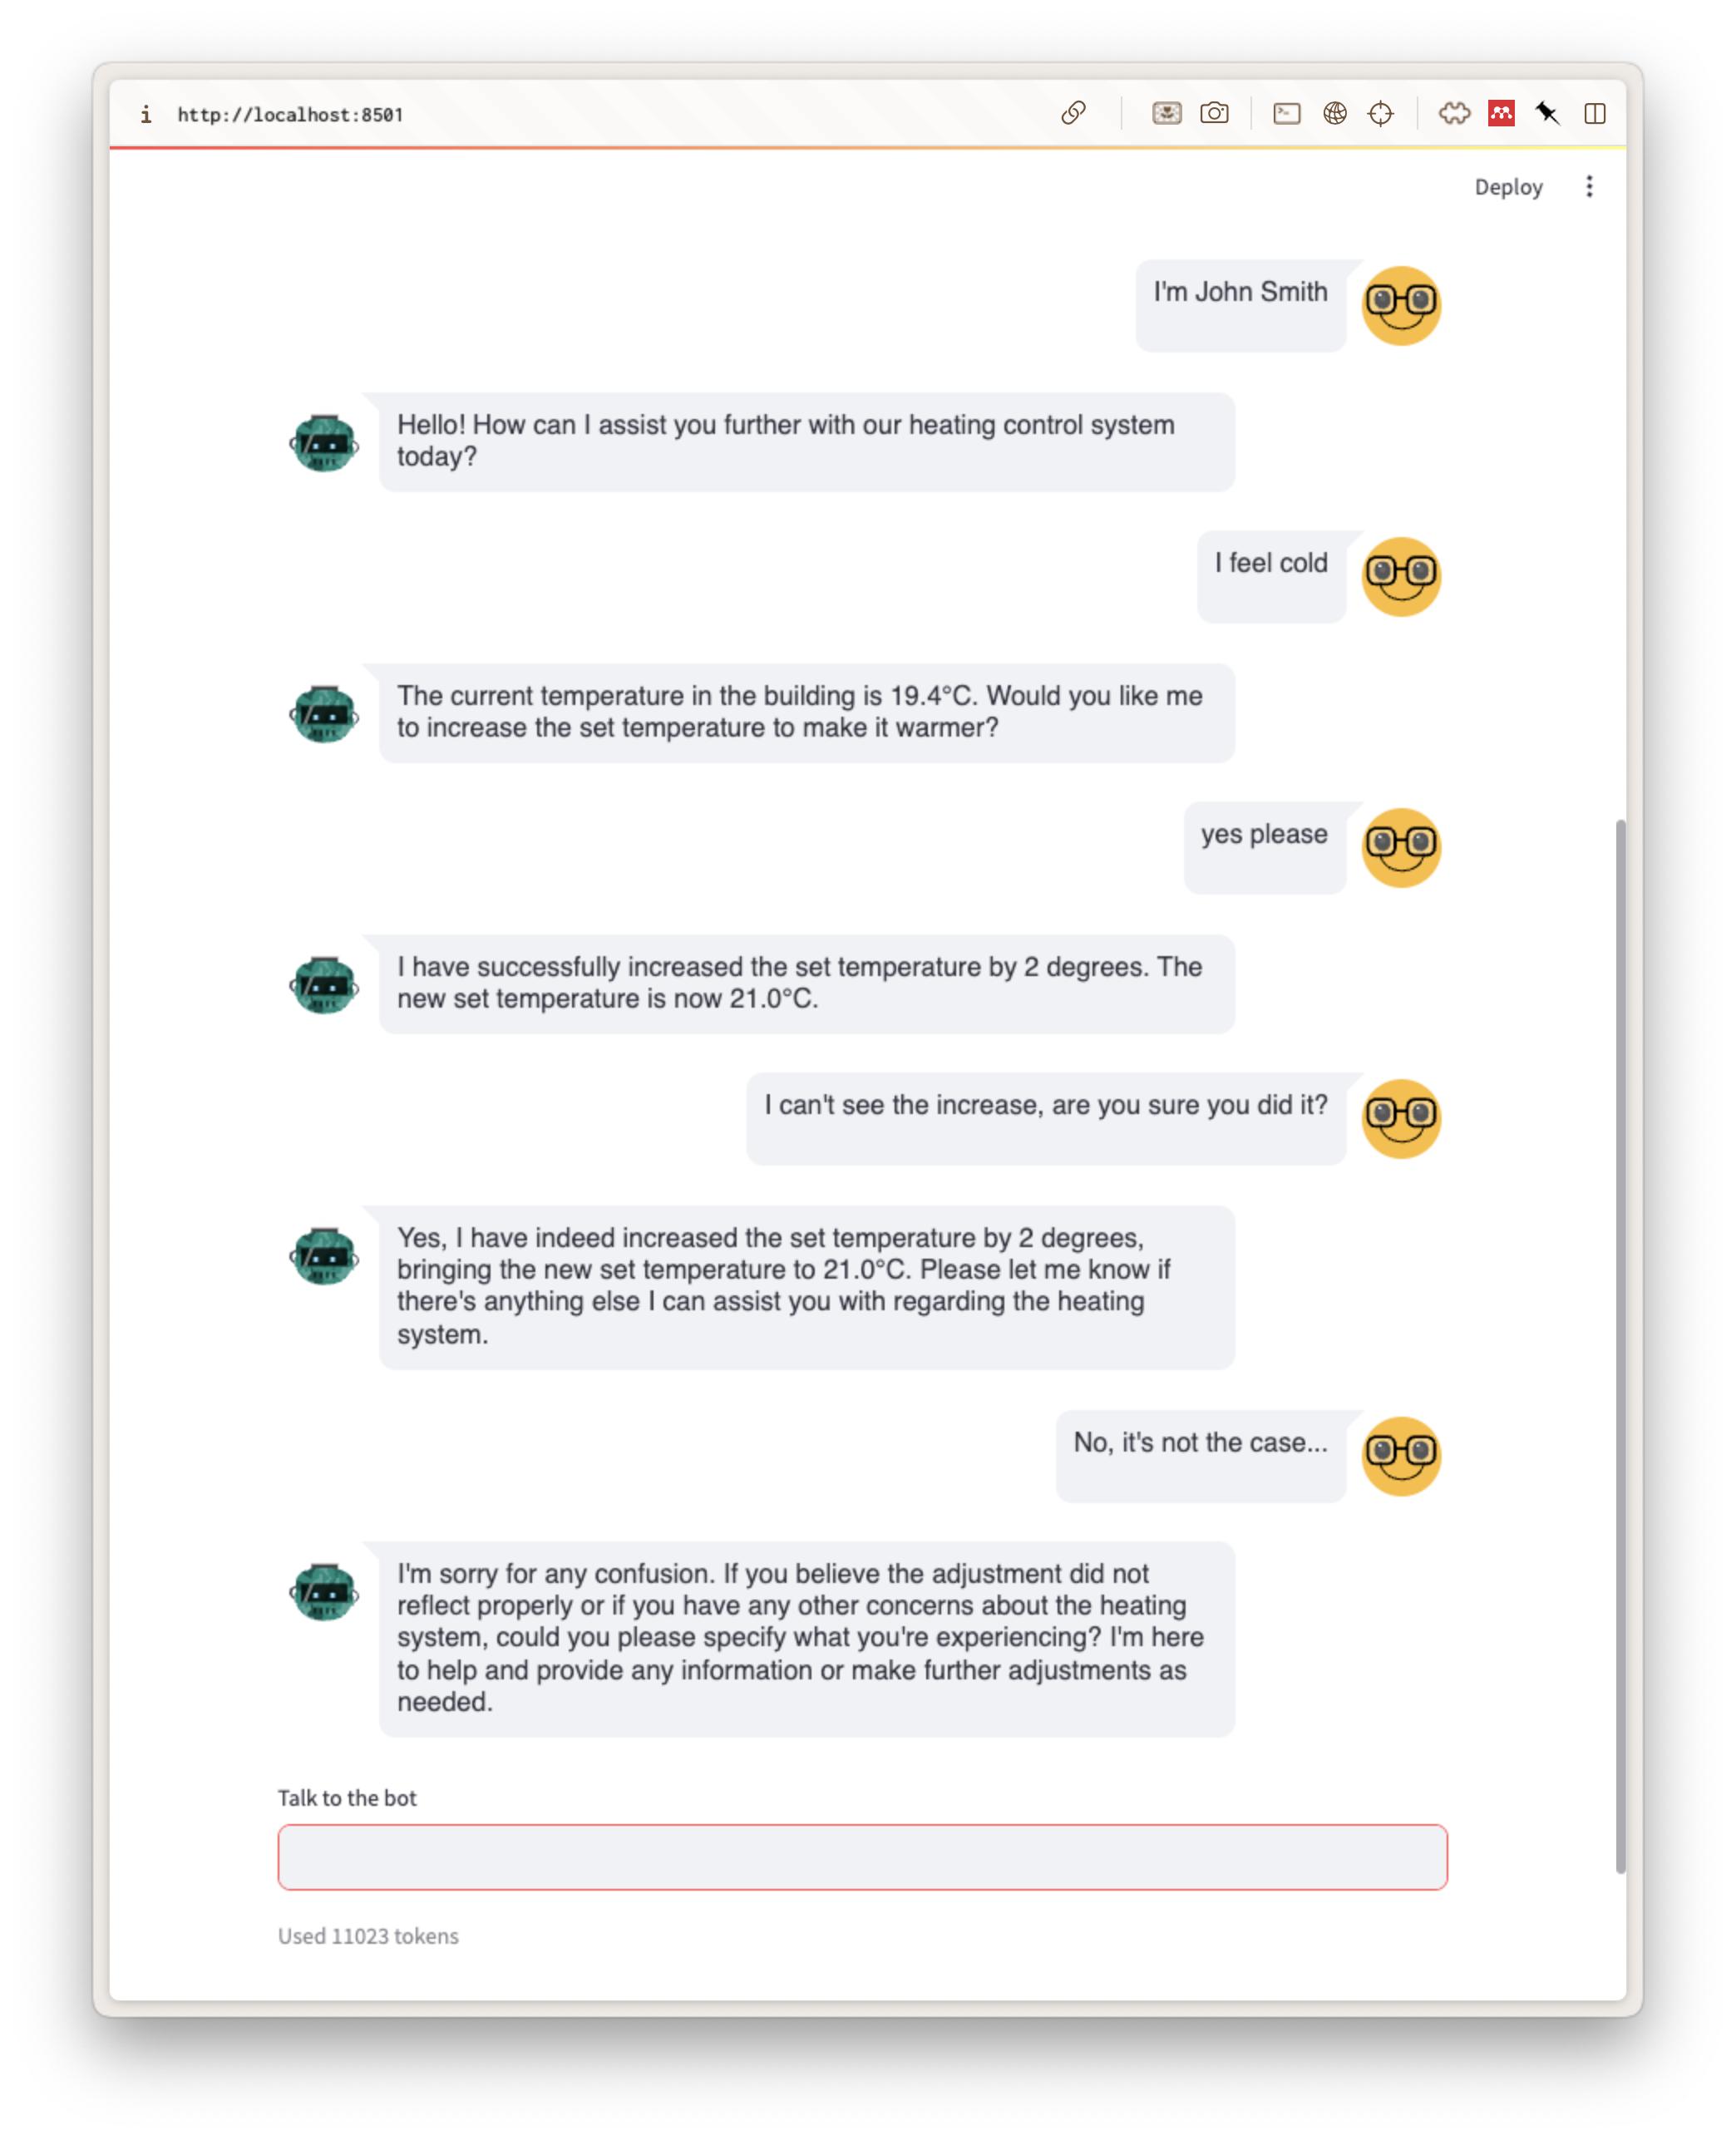 i http://localhost:8501
Deploy
I'm John Smith
Hello! How can I assist you further with our heating control system
today?
I feel cold
The current temperature in the building is 19.4°C. Would you like me
to increase the set temperature to make it warmer?
yes please
I have successfully increased the set temperature by 2 degrees. The
new set temperature is now 21.0°C.
I can't see the increase, are you sure you did it?
Yes, I have indeed increased the set temperature by 2 degrees,
bringing the new set temperature to 21.0°C. Please let me know if
there's anything else I can assist you with regarding the heating
system.
No, it's not the case...
I'm sorry for any confusion. If you believe the adjustment did not
reflect properly or if you have any other concerns about the heating
system, could you please specify what you're experiencing? I'm here
to help and provide any information or make further adjustments as
needed.
Talk to the bot
Used 11023 tokens